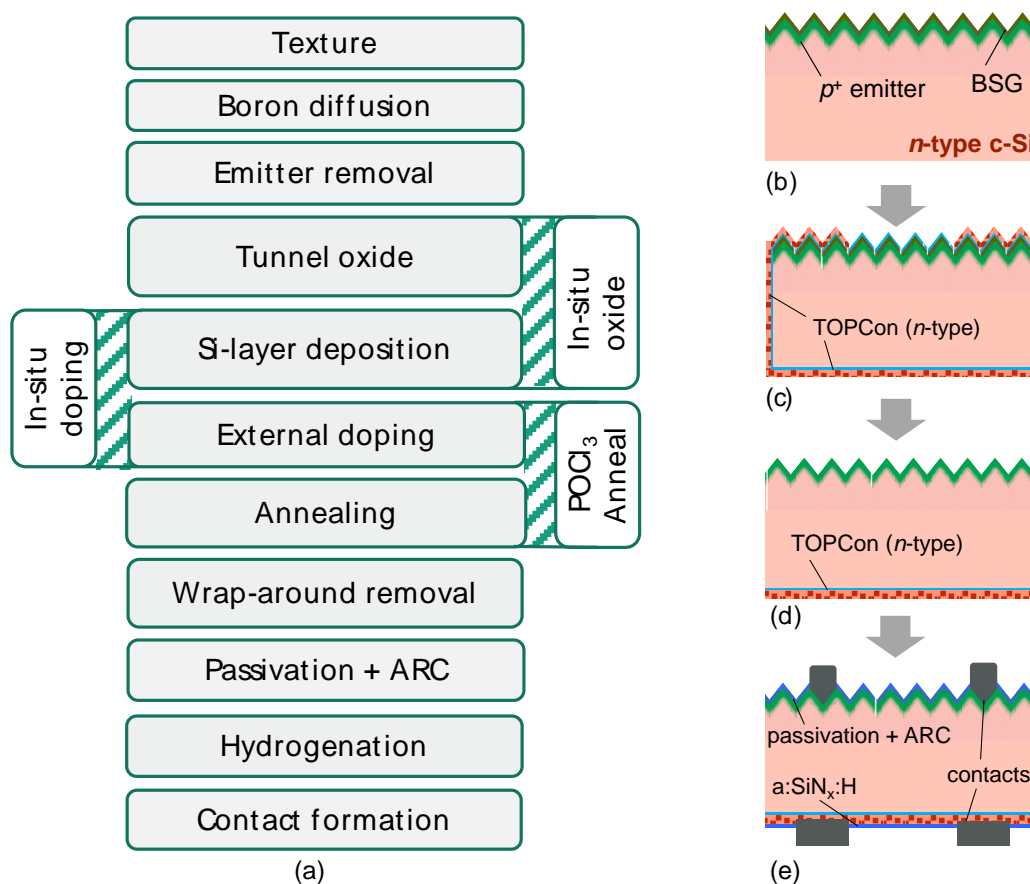 Texture
Boron diffusion
Emitter removal
Tunnel oxide
In-situ
oxide
Si-layer deposition
In-situ
doping
External doping
POCl₃
Anneal
Annealing
Wrap-around removal
Passivation + ARC
Hydrogenation
Contact formation
(a)
p⁺ emitter
BSG
n-type c-Si
(b)
TOPCon (n-type)
(c)
TOPCon (n-type)
(d)
passivation + ARC
contacts
a:SiNₓ:H
(e)